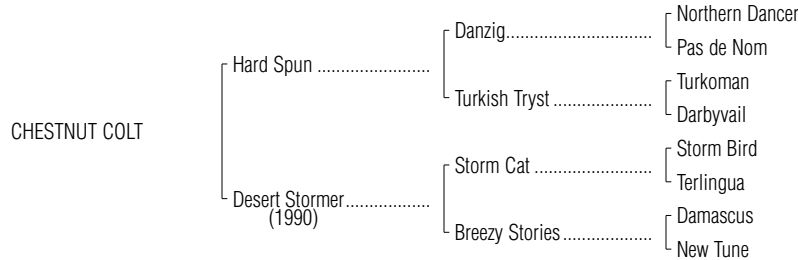 Northern Dancer
Danzig..............................
Pas de Nom
Hard Spun ........................
Turkoman
Turkish Tryst .....................
Darbyvail
CHESTNUT COLT
Storm Bird
Storm Cat .........................
Terlingua
Desert Stormer..................
(1990)
Damascus
Breezy Stories...................
New Tune